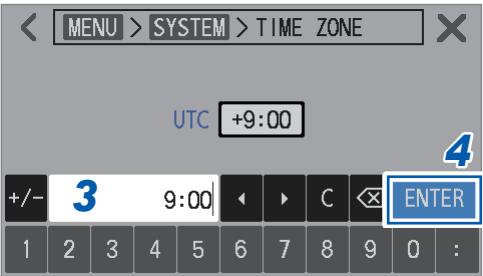 MENU > SYSTEM > TIME ZONE
UTC +9:00
4
+/- 3 9:00 C ENTER
1 2 3 4 5 6 7 8 9 0 :